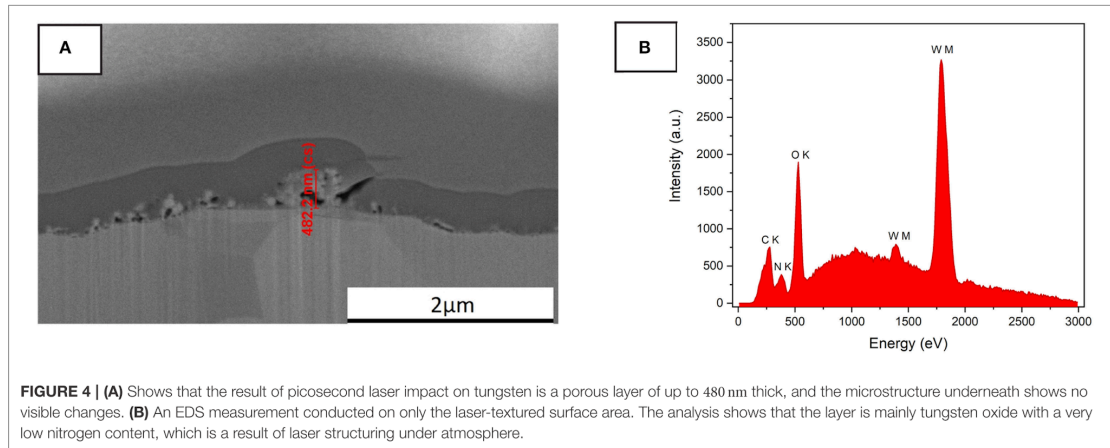 A
482.2 nm (cs)
2µm
B
Intensity (a.u.)
3500
3000
2500
2000
1500
1000
500
0
C K
N K
O K
W M
W M
0 500 1000 1500 2000 2500 3000
Energy (eV)
FIGURE 4 | (A) Shows that the result of picosecond laser impact on tungsten is a porous layer of up to 480 nm thick, and the microstructure underneath shows no
visible changes. (B) An EDS measurement conducted on only the laser-textured surface area. The analysis shows that the layer is mainly tungsten oxide with a very
low nitrogen content, which is a result of laser structuring under atmosphere.